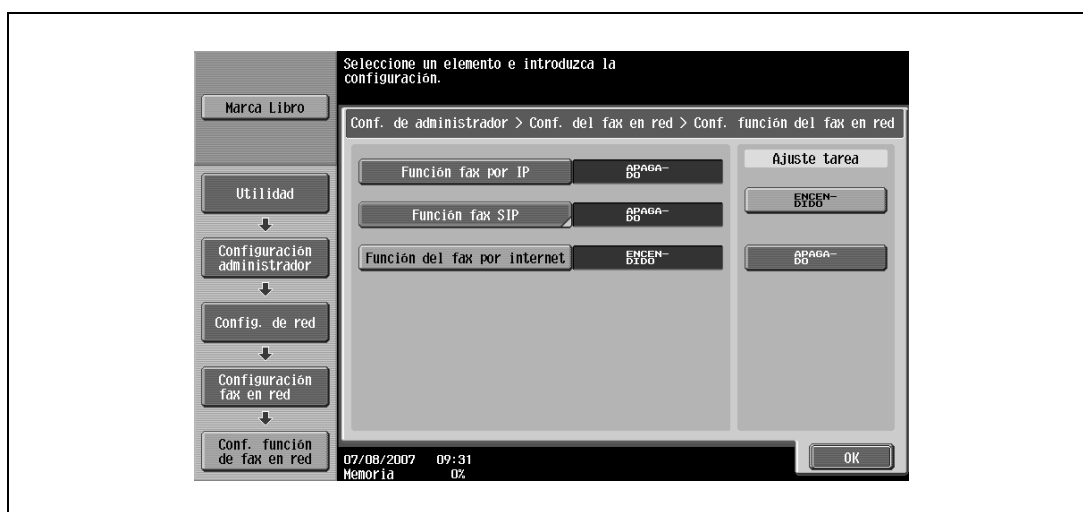 Seleccione un elemento e introduzca la
configuración.
Marca Libro
Conf. de administrador > Conf. del fax en red > Conf. función del fax en red
Ajuste tarea
Función fax por IP
APAGA-
DO
ENCEN-
DIDO
Utilidad
Función fax SIP
APAGA-
DO
Configuración
administrador
Función del fax por internet
ENCEN-
DIDO
APAGA-
DO
Config. de red
Configuración
fax en red
Conf. función
de fax en red
07/08/2007 09:31
Memoria 0%
OK